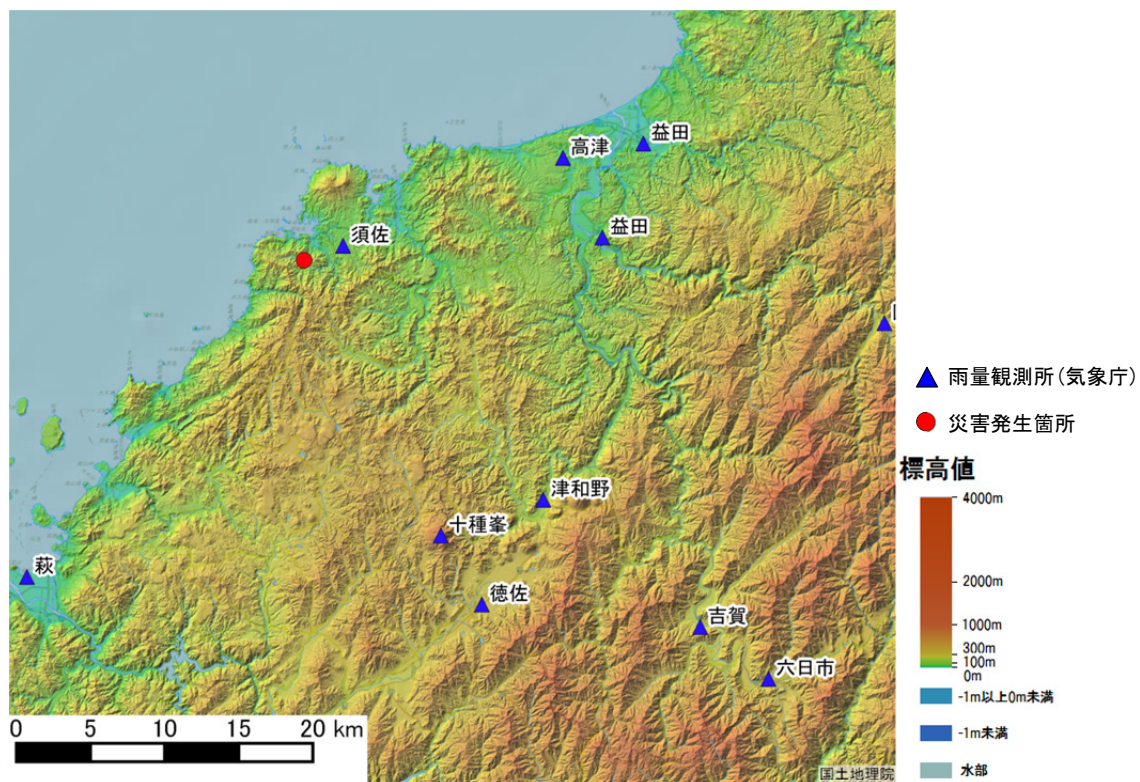 益田
高津
益田
須佐
津和野
十種峯
萩
徳佐
吉賀
六日市
0 5 10 15 20 km
国土地理院
雨量観測所(気象庁)
災害発生箇所
標高値
4000m
2000m
1000m
300m
100m
0m
-1m以上0m未満
-1m未満
水部